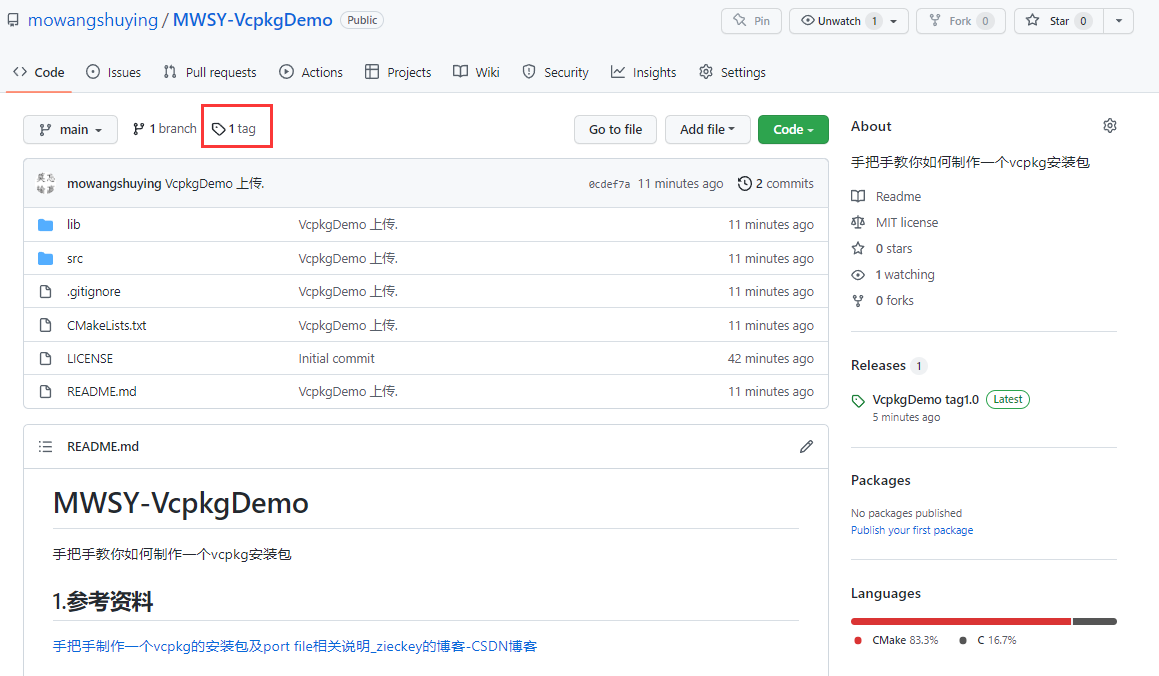 mowangshuying / MWSY-VcpkgDemo Public
Pin Unwatch 1 Fork 0 Star 0
Code Issues Pull requests Actions Projects Wiki Security Insights Settings
main 1 branch 1 tag Go to file Add file Code
mowangshuying VcpkgDemo 上传. 0cdef7a 11 minutes ago 2 commits
lib VcpkgDemo 上传. 11 minutes ago
src VcpkgDemo 上传. 11 minutes ago
.gitignore VcpkgDemo 上传. 11 minutes ago
CMakeLists.txt VcpkgDemo 上传. 11 minutes ago
LICENSE Initial commit 42 minutes ago
README.md VcpkgDemo 上传. 11 minutes ago
README.md
MWSY-VcpkgDemo
手把手教你如何制作一个vcpkg安装包
1.参考资料
手把手制作一个vcpkg的安装包及port file相关说明_zieckey的博客-CSDN博客
About
手把手教你如何制作一个vcpkg安装包
Readme
MIT license
0 stars
1 watching
0 forks
Releases 1
VcpkgDemo tag1.0 Latest
5 minutes ago
Packages
No packages published
Publish your first package
Languages
CMake 83.3% C 16.7%